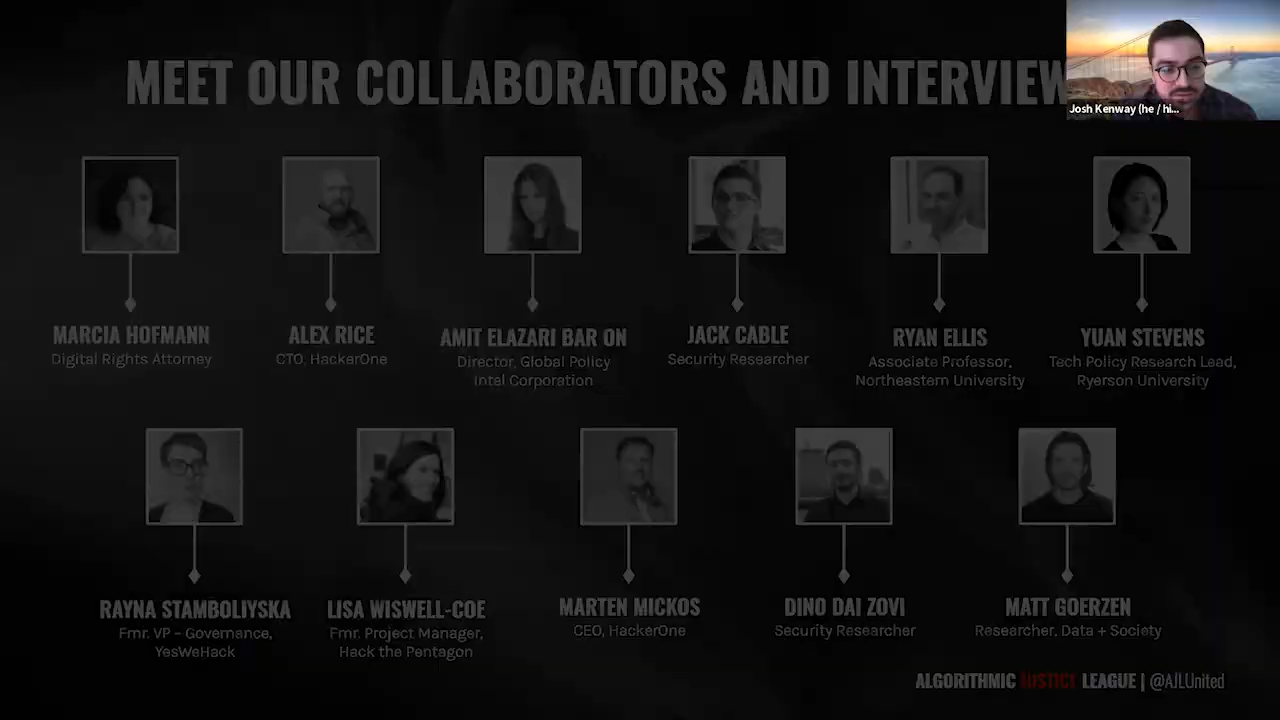 MEET OUR COLLABORATORS AND INTERVIEW
Josh Kenway (he / hi...
MARCIA HOFMANN
Digital Rights Attorney
ALEX RICE
CTO, HackerOne
AMIT ELAZARI BAR ON
Director, Global Policy
Intel Corporation
JACK CABLE
Security Researcher
RYAN ELLIS
Associate Professor,
Northeastern University
YUAN STEVENS
Tech Policy Research Lead,
Ryerson University
RAYNA STAMBOLIYSKA
Fmr. VP – Governance,
YesWeHack
LISA WISWELL-COE
Fmr. Project Manager,
Hack the Pentagon
MARTEN MICKOS
CEO, HackerOne
DINO DAI ZOVI
Security Researcher
MATT GOERZEN
Researcher, Data + Society
ALGORITHMIC JUSTICE LEAGUE | @AJLUnited